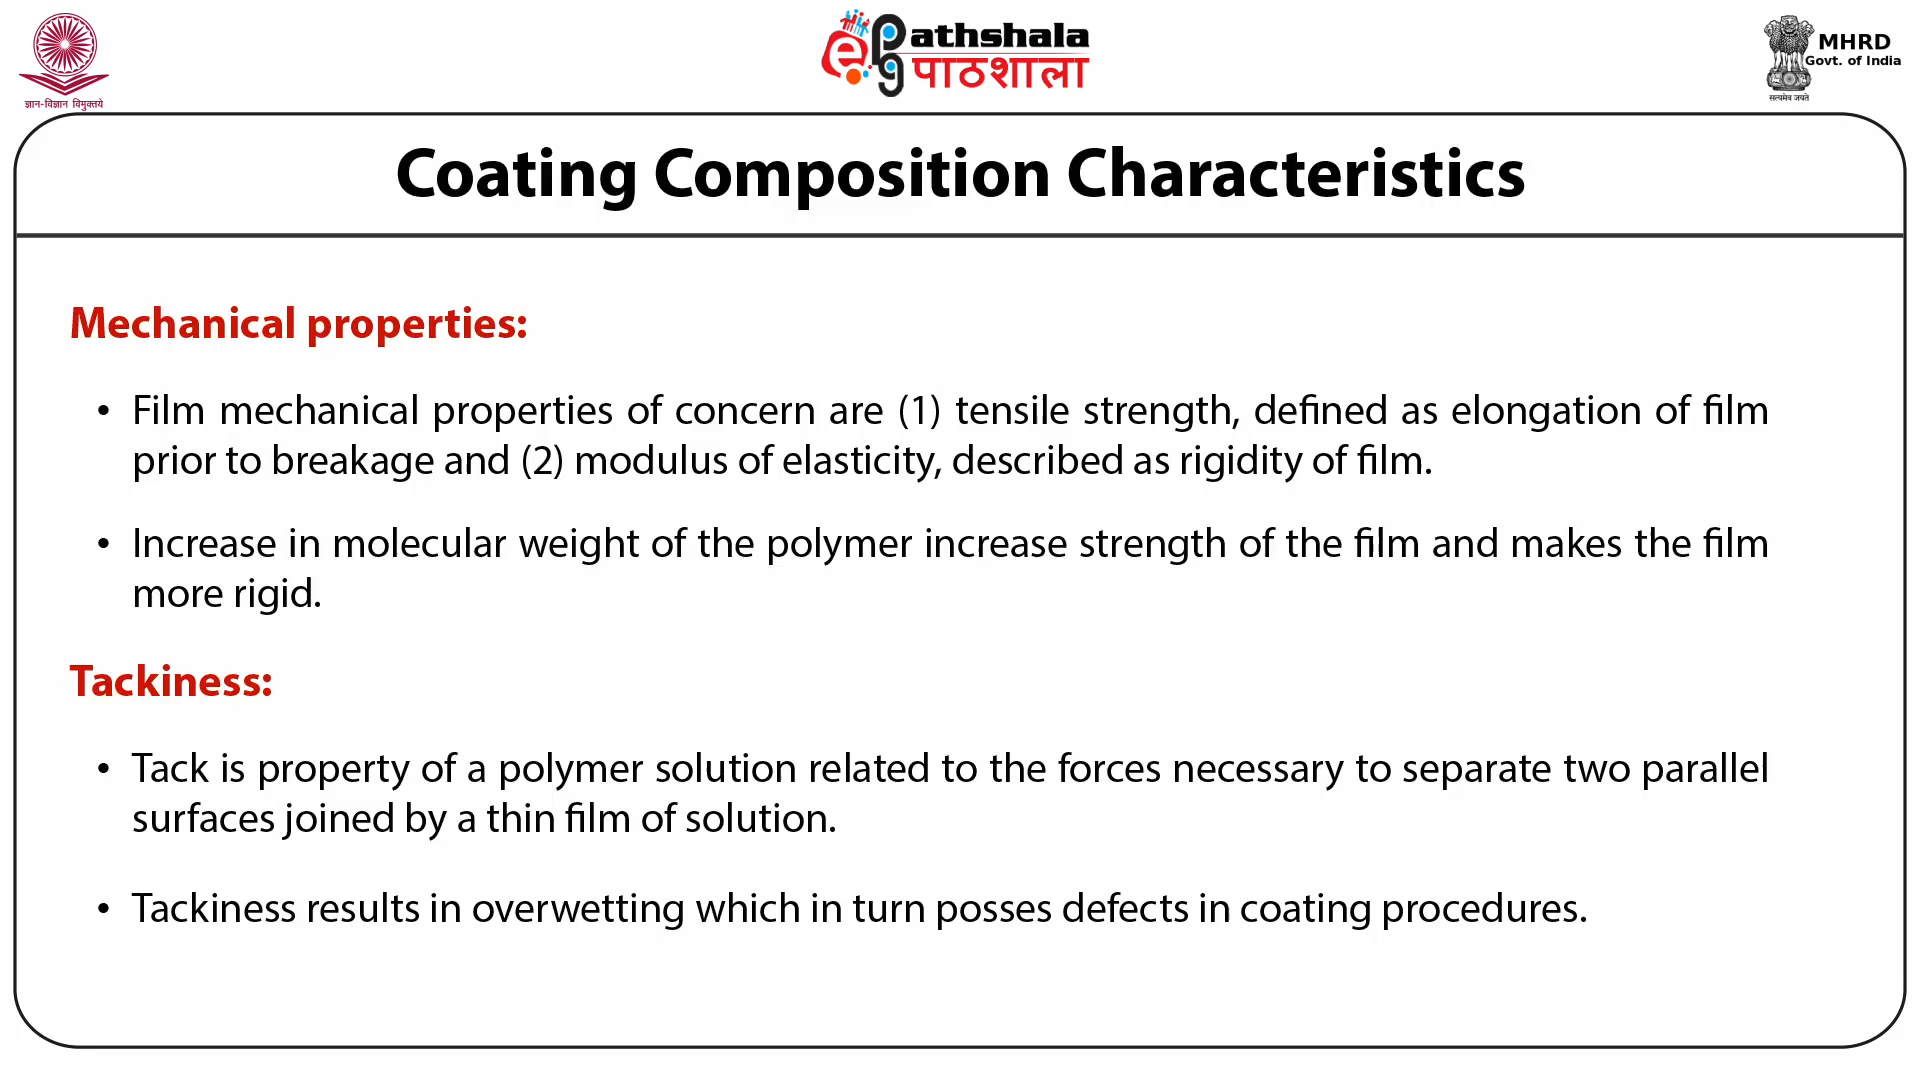 ज्ञान-विज्ञान विमुक्तये
ePathshala
पाठशाला
सत्यमेव जयते
MHRD
Govt. of India
Coating Composition Characteristics
Mechanical properties:
• Film mechanical properties of concern are (1) tensile strength, defined as elongation of film
prior to breakage and (2) modulus of elasticity, described as rigidity of film.
• Increase in molecular weight of the polymer increase strength of the film and makes the film
more rigid.
Tackiness:
• Tack is property of a polymer solution related to the forces necessary to separate two parallel
surfaces joined by a thin film of solution.
• Tackiness results in overwetting which in turn posses defects in coating procedures.